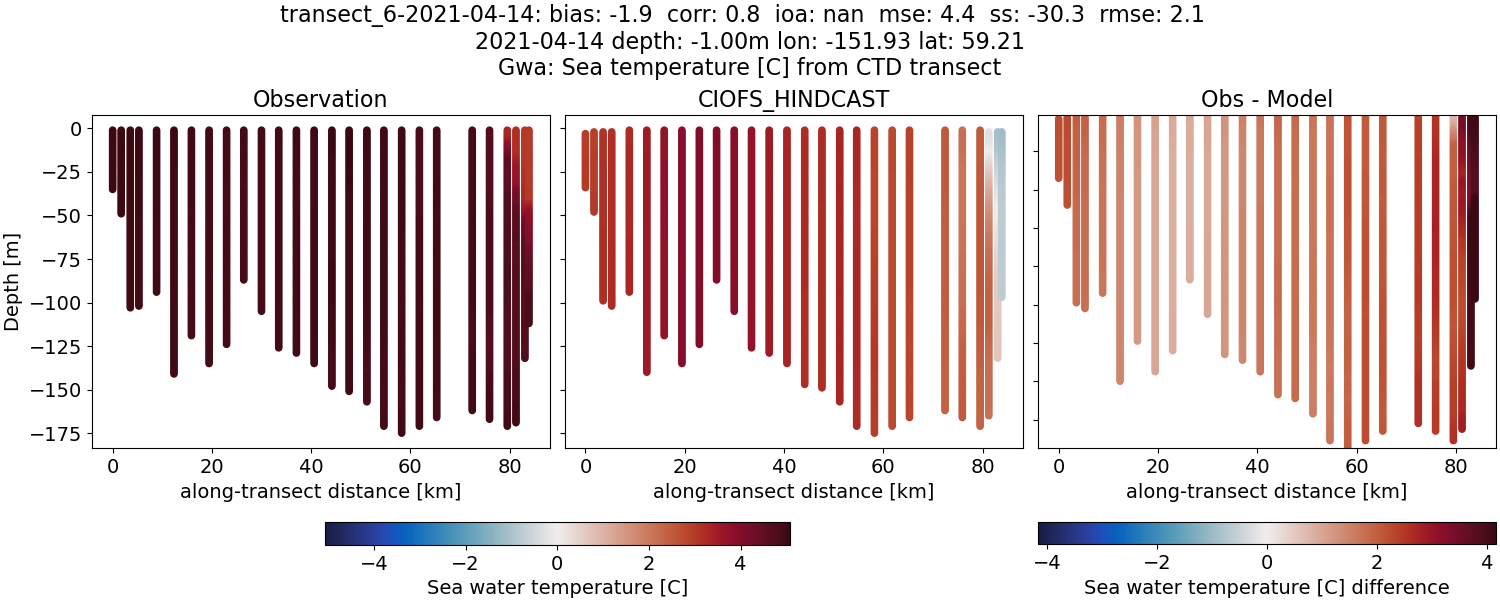 transect_6-2021-04-14: bias: -1.9  corr: 0.8  ioa: nan  mse: 4.4  ss: -30.3  rmse: 2.1
2021-04-14 depth: -1.00m lon: -151.93 lat: 59.21
Gwa: Sea temperature [C] from CTD transect
Observation
CIOFS_HINDCAST
Obs - Model
Depth [m]
0
−25
−50
−75
−100
−125
−150
−175
0 20 40 60 80
0 20 40 60 80
0 20 40 60 80
along-transect distance [km]
along-transect distance [km]
along-transect distance [km]
−4 −2 0 2 4
Sea water temperature [C]
−4 −2 0 2 4
Sea water temperature [C] difference